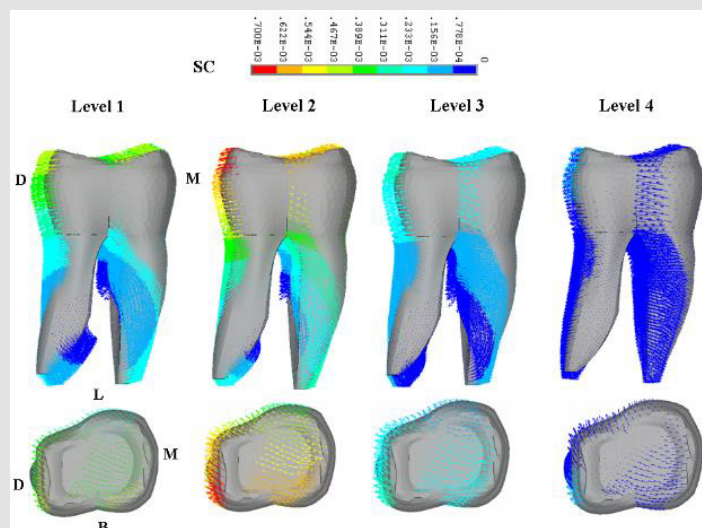 .700E-03 .622E-03 .544E-03 .467E-03 .389E-03 .311E-03 .233E-03 .156E-03 .778E-04 0
SC
Level 1 Level 2 Level 3 Level 4
D M
L
M
D
B